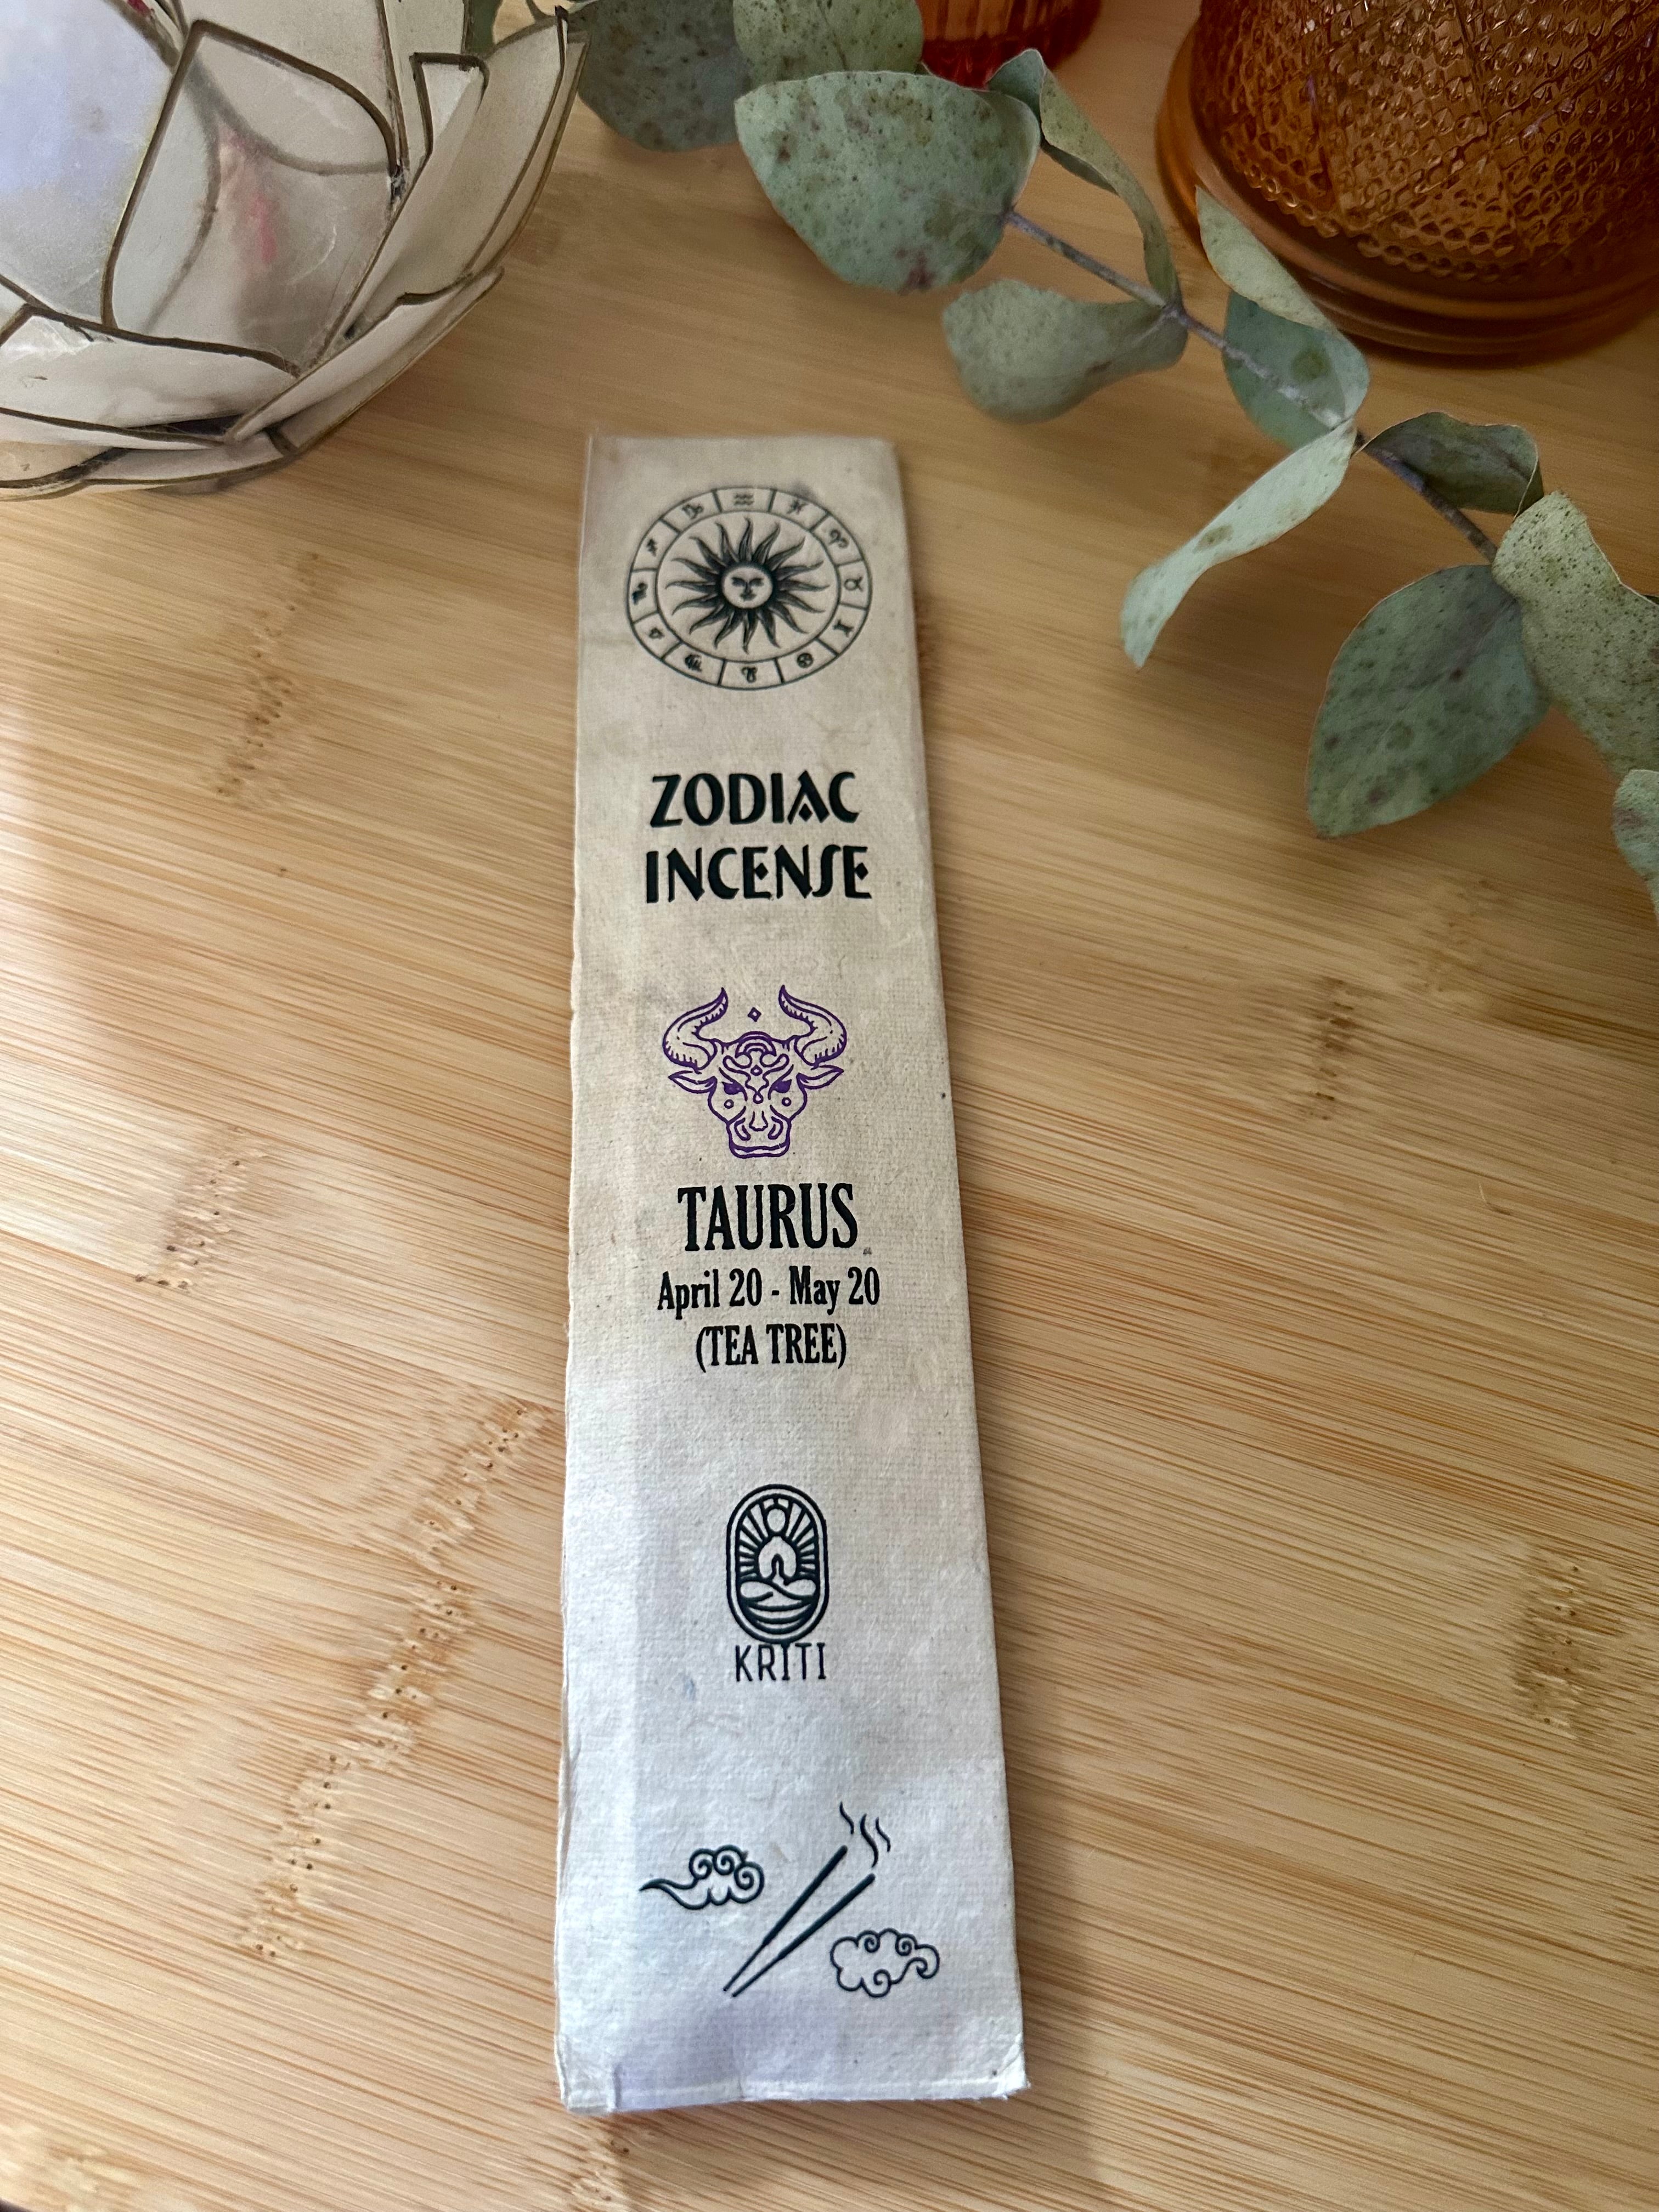 ZODIAC
INCENSE
TAURUS
April 20 - May 20
(TEA TREE)
KRITI